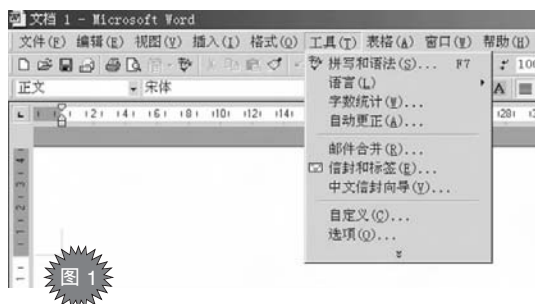 文档 1 - Microsoft Word
文件(F) 编辑(E) 视图(V) 插入(I) 格式(O) 工具(T) 表格(A) 窗口(W) 帮助(H)
拼写和语法(S)... F7
100
正文 宋体
语言(L)
字数统计(W)...
自动更正(A)...
邮件合并(R)...
信封和标签(E)...
中文信封向导(V)...
自定义(C)...
选项(O)...
图 1